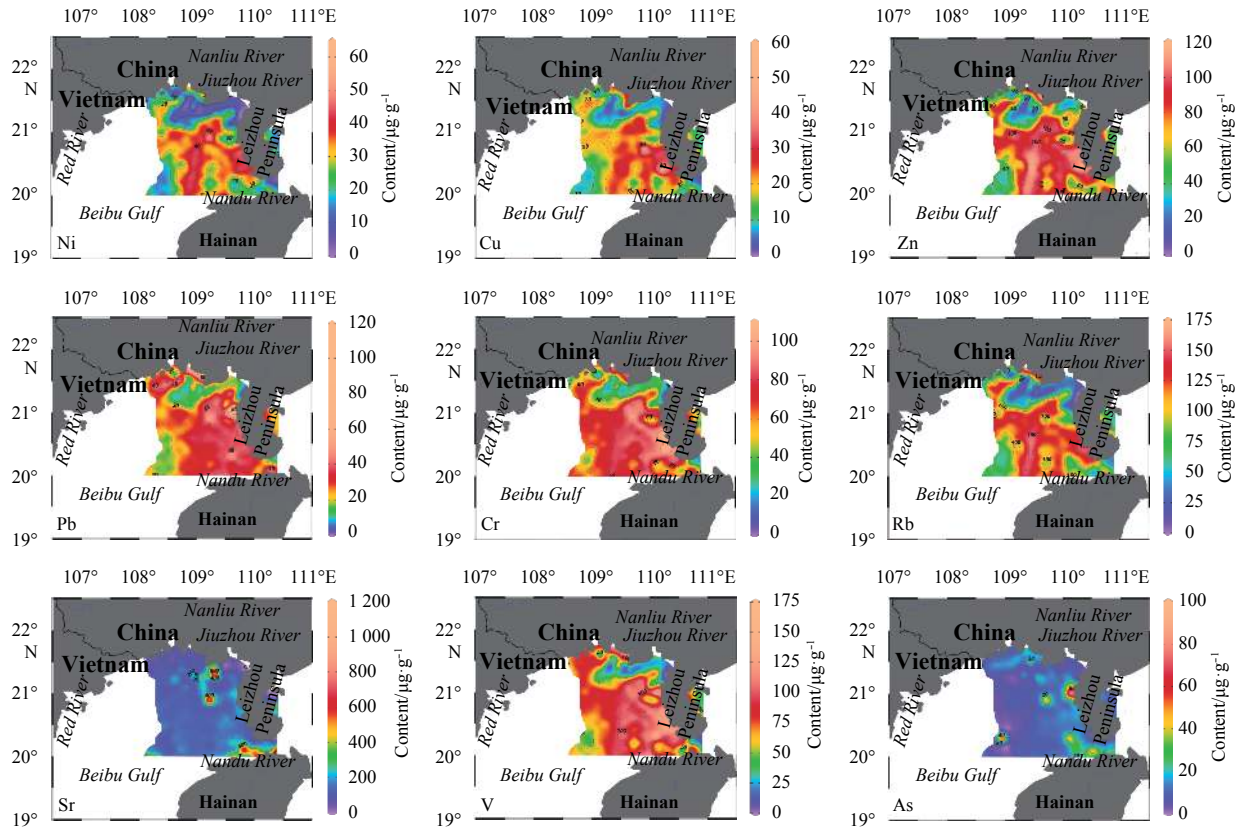 107° 108° 109° 110° 111°E
22°
N
21°
20°
19°
Nanliu River
China
Jiuzhou River
Vietnam
Red River
Leizhou
Peninsula
Nandu River
Beibu Gulf
Hainan
Ni
60
50
40
30
20
10
0
Content/μg·g⁻¹
107° 108° 109° 110° 111°E
22°
N
21°
20°
19°
Nanliu River
China
Jiuzhou River
Vietnam
Red River
Leizhou
Peninsula
Nandu River
Beibu Gulf
Hainan
Cu
60
50
40
30
20
10
0
Content/μg·g⁻¹
107° 108° 109° 110° 111°E
22°
N
21°
20°
19°
Nanliu River
China
Jiuzhou River
Vietnam
Red River
Leizhou
Peninsula
Nandu River
Beibu Gulf
Hainan
Zn
120
100
80
60
40
20
0
Content/μg·g⁻¹
107° 108° 109° 110° 111°E
22°
N
21°
20°
19°
Nanliu River
China
Jiuzhou River
Vietnam
Red River
Leizhou
Peninsula
Nandu River
Beibu Gulf
Hainan
Pb
120
100
80
60
40
20
0
Content/μg·g⁻¹
107° 108° 109° 110° 111°E
22°
N
21°
20°
19°
Nanliu River
China
Jiuzhou River
Vietnam
Red River
Leizhou
Peninsula
Nandu River
Beibu Gulf
Hainan
Cr
100
80
60
40
20
0
Content/μg·g⁻¹
107° 108° 109° 110° 111°E
22°
N
21°
20°
19°
Nanliu River
China
Jiuzhou River
Vietnam
Red River
Leizhou
Peninsula
Nandu River
Beibu Gulf
Hainan
Rb
175
150
125
100
75
50
25
0
Content/μg·g⁻¹
107° 108° 109° 110° 111°E
22°
N
21°
20°
19°
Nanliu River
China
Jiuzhou River
Vietnam
Red River
Leizhou
Peninsula
Nandu River
Beibu Gulf
Hainan
Sr
1 200
1 000
800
600
400
200
0
Content/μg·g⁻¹
107° 108° 109° 110° 111°E
22°
N
21°
20°
19°
Nanliu River
China
Jiuzhou River
Vietnam
Red River
Leizhou
Peninsula
Nandu River
Beibu Gulf
Hainan
V
175
150
125
100
75
50
25
0
Content/μg·g⁻¹
107° 108° 109° 110° 111°E
22°
N
21°
20°
19°
Nanliu River
China
Jiuzhou River
Vietnam
Red River
Leizhou
Peninsula
Nandu River
Beibu Gulf
Hainan
As
100
80
60
40
20
0
Content/μg·g⁻¹